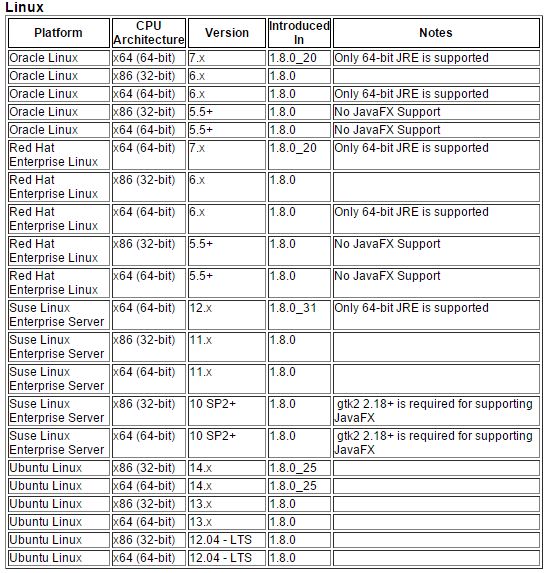 Linux
Platform CPU Architecture Version Introduced In Notes
Oracle Linux x64 (64-bit) 7.x 1.8.0_20 Only 64-bit JRE is supported
Oracle Linux x86 (32-bit) 6.x 1.8.0
Oracle Linux x64 (64-bit) 6.x 1.8.0 Only 64-bit JRE is supported
Oracle Linux x86 (32-bit) 5.5+ 1.8.0 No JavaFX Support
Oracle Linux x64 (64-bit) 5.5+ 1.8.0 No JavaFX Support
Red Hat Enterprise Linux x64 (64-bit) 7.x 1.8.0_20 Only 64-bit JRE is supported
Red Hat Enterprise Linux x86 (32-bit) 6.x 1.8.0
Red Hat Enterprise Linux x64 (64-bit) 6.x 1.8.0 Only 64-bit JRE is supported
Red Hat Enterprise Linux x86 (32-bit) 5.5+ 1.8.0 No JavaFX Support
Red Hat Enterprise Linux x64 (64-bit) 5.5+ 1.8.0 No JavaFX Support
Suse Linux Enterprise Server x64 (64-bit) 12.x 1.8.0_31 Only 64-bit JRE is supported
Suse Linux Enterprise Server x86 (32-bit) 11.x 1.8.0
Suse Linux Enterprise Server x64 (64-bit) 11.x 1.8.0
Suse Linux Enterprise Server x86 (32-bit) 10 SP2+ 1.8.0 gtk2 2.18+ is required for supporting JavaFX
Suse Linux Enterprise Server x64 (64-bit) 10 SP2+ 1.8.0 gtk2 2.18+ is required for supporting JavaFX
Ubuntu Linux x86 (32-bit) 14.x 1.8.0_25
Ubuntu Linux x64 (64-bit) 14.x 1.8.0_25
Ubuntu Linux x86 (32-bit) 13.x 1.8.0
Ubuntu Linux x64 (64-bit) 13.x 1.8.0
Ubuntu Linux x86 (32-bit) 12.04 - LTS 1.8.0
Ubuntu Linux x64 (64-bit) 12.04 - LTS 1.8.0